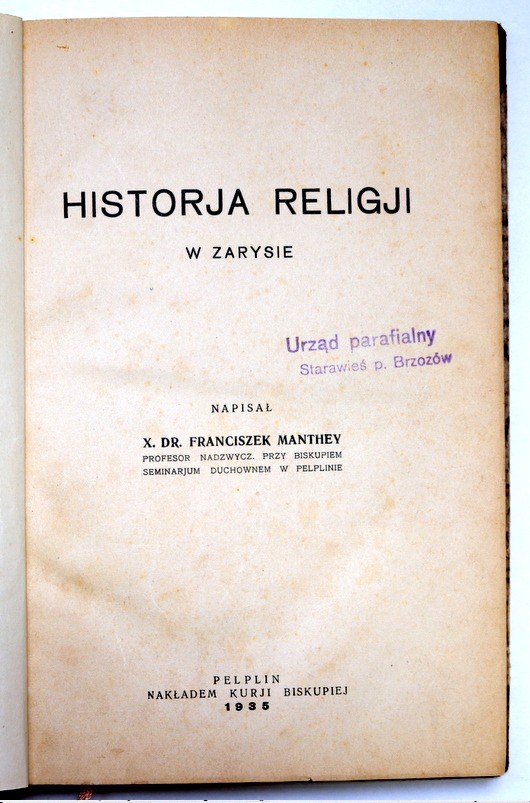 HISTORJA RELIGJI
W ZARYSIE
Urząd parafialny
Starawieś p. Brzozów
NAPISAŁ
X. DR. FRANCISZEK MANTHEY
PROFESOR NADZWYCZ. PRZY BISKUPIEM
SEMINARJUM DUCHOWNEM W PELPLINIE
PELPLIN
NAKŁADEM KURJI BISKUPIEJ
1935